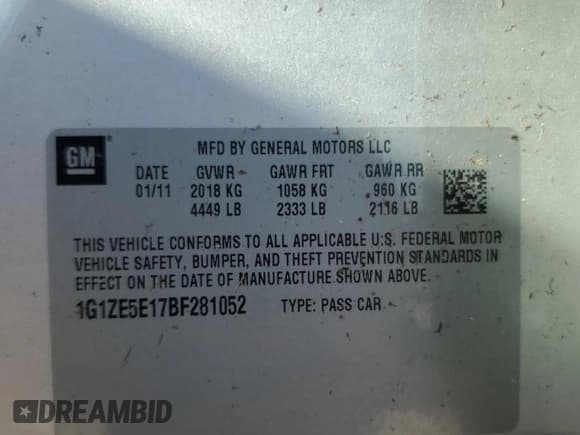 GM
MFD BY GENERAL MOTORS LLC
DATE GVWR GAWR FRT GAWR RR
01/11 2018 KG 1058 KG 960 KG
4449 LB 2333 LB 2116 LB
THIS VEHICLE CONFORMS TO ALL APPLICABLE U.S. FEDERAL MOTOR
VEHICLE SAFETY, BUMPER, AND THEFT PREVENTION STANDARDS IN
EFFECT ON THE DATE OF MANUFACTURE SHOWN ABOVE.
1G1ZE5E17BF281052 TYPE: PASS CAR
DREAMBID